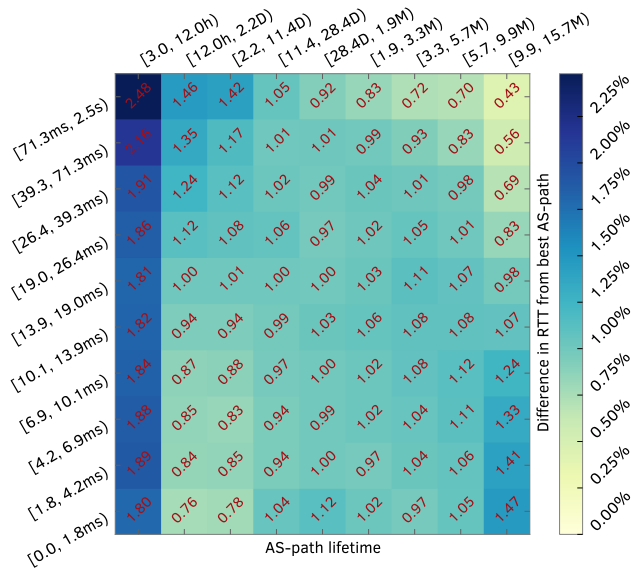 [3.0, 12.0h)
[12.0h, 2.2D)
[2.2, 11.4D)
[11.4, 28.4D)
[28.4D, 1.9M)
[1.9, 3.3M)
[3.3, 5.7M)
[5.7, 9.9M)
[9.9, 15.7M)
[71.3ms, 2.5s) 2.48 1.46 1.42 1.05 0.92 0.83 0.72 0.70 0.43
[39.3, 71.3ms) 2.16 1.35 1.17 1.01 1.01 0.99 0.93 0.83 0.56
[26.4, 39.3ms) 1.91 1.24 1.12 1.02 0.99 1.04 1.01 0.98 0.69
[19.0, 26.4ms) 1.86 1.12 1.08 1.06 0.97 1.02 1.05 1.01 0.83
[13.9, 19.0ms) 1.81 1.00 1.01 1.00 1.00 1.03 1.11 1.07 0.98
[10.1, 13.9ms) 1.82 0.94 0.94 0.99 1.03 1.06 1.08 1.08 1.07
[6.9, 10.1ms) 1.84 0.87 0.88 0.97 1.00 1.02 1.08 1.12 1.24
[4.2, 6.9ms) 1.88 0.85 0.83 0.94 0.99 1.02 1.04 1.11 1.33
[1.8, 4.2ms) 1.89 0.84 0.85 0.94 1.00 0.97 1.04 1.06 1.41
[0.0, 1.8ms) 1.80 0.76 0.78 1.04 1.12 1.02 0.97 1.05 1.47
AS-path lifetime
Difference in RTT from best AS-path
2.25%
2.00%
1.75%
1.50%
1.25%
1.00%
0.75%
0.50%
0.25%
0.00%